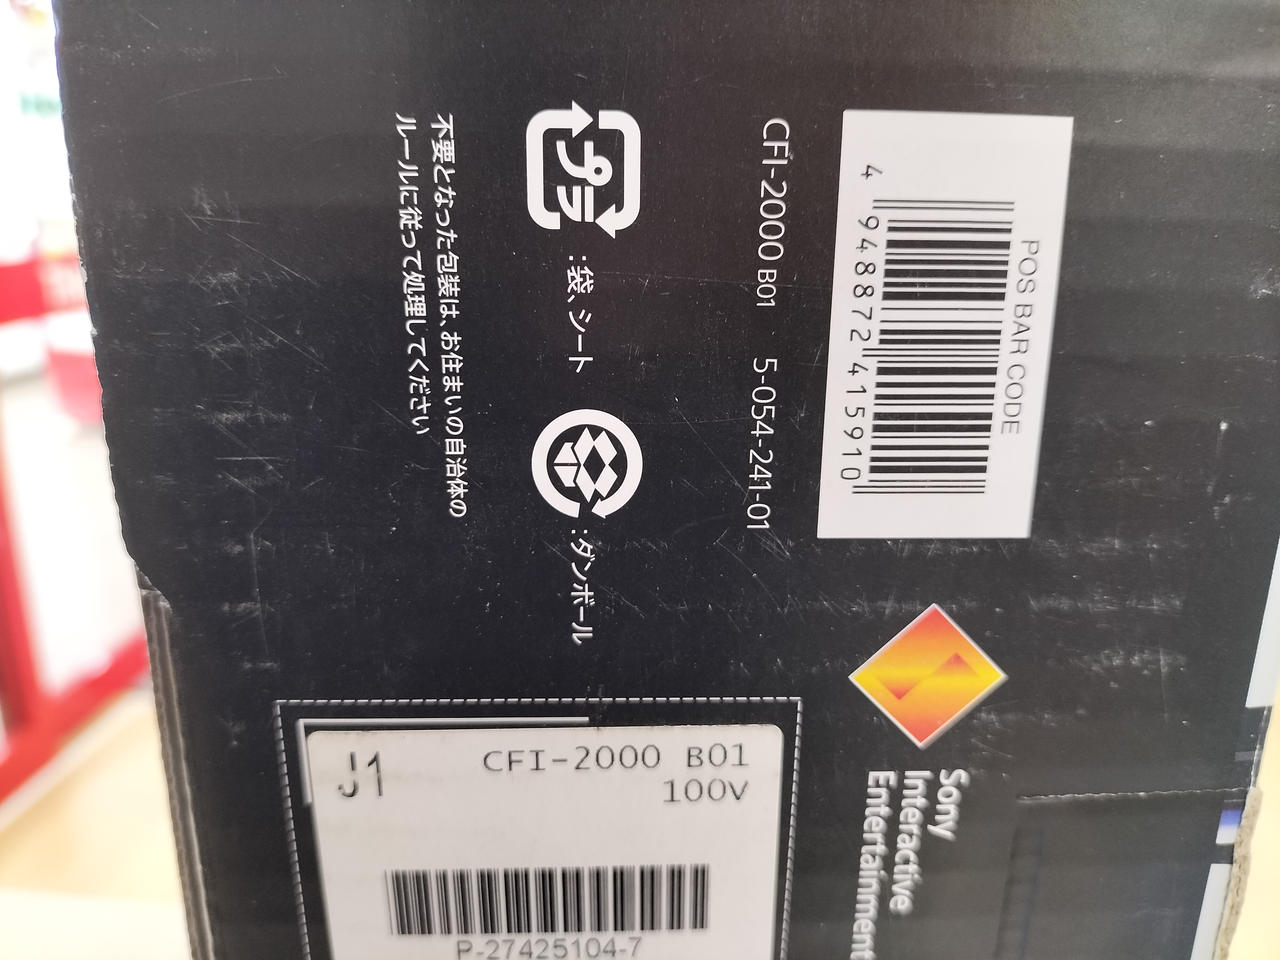 POS BAR CODE
4 948872 415910
CFI-2000 B01 5-054-241-01
プラ
:袋、シート
:ダンボール
不要となった包装は、お住まいの自治体の
ルールに従って処理してください
Sony
Interactive
Entertainment
J1
CFI-2000 B01
100V
P-27425104-7